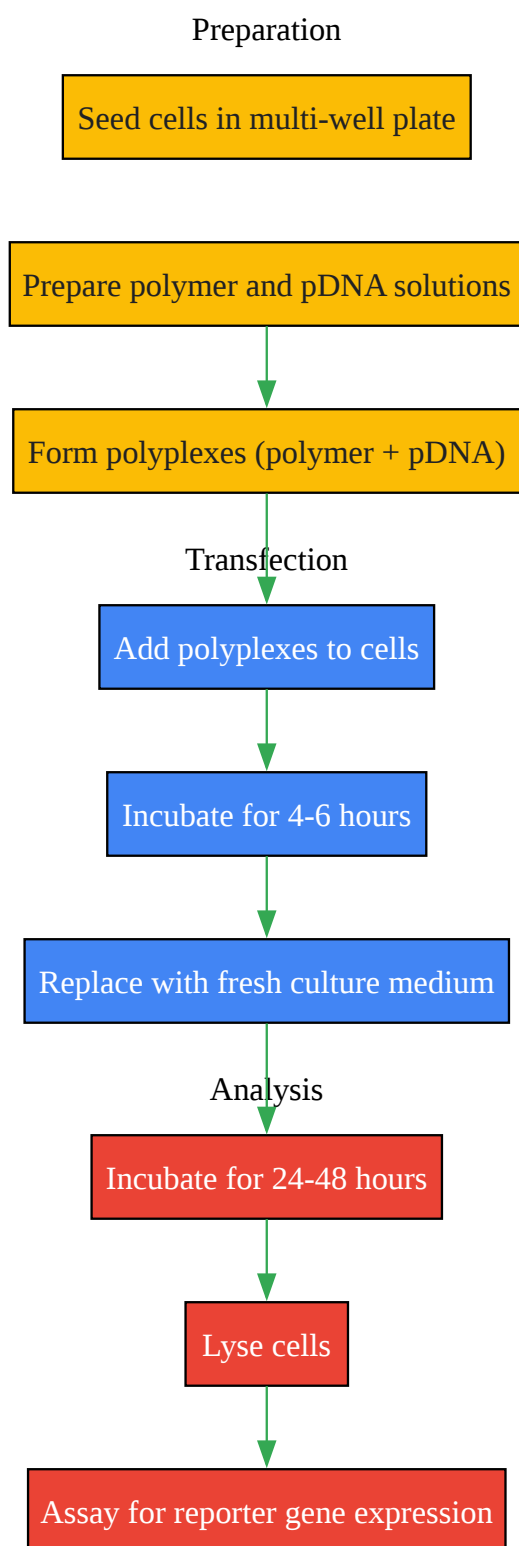 Preparation
Seed cells in multi-well plate
Prepare polymer and pDNA solutions
Form polyplexes (polymer + pDNA)
Transfection
Add polyplexes to cells
Incubate for 4-6 hours
Replace with fresh culture medium
Analysis
Incubate for 24-48 hours
Lyse cells
Assay for reporter gene expression